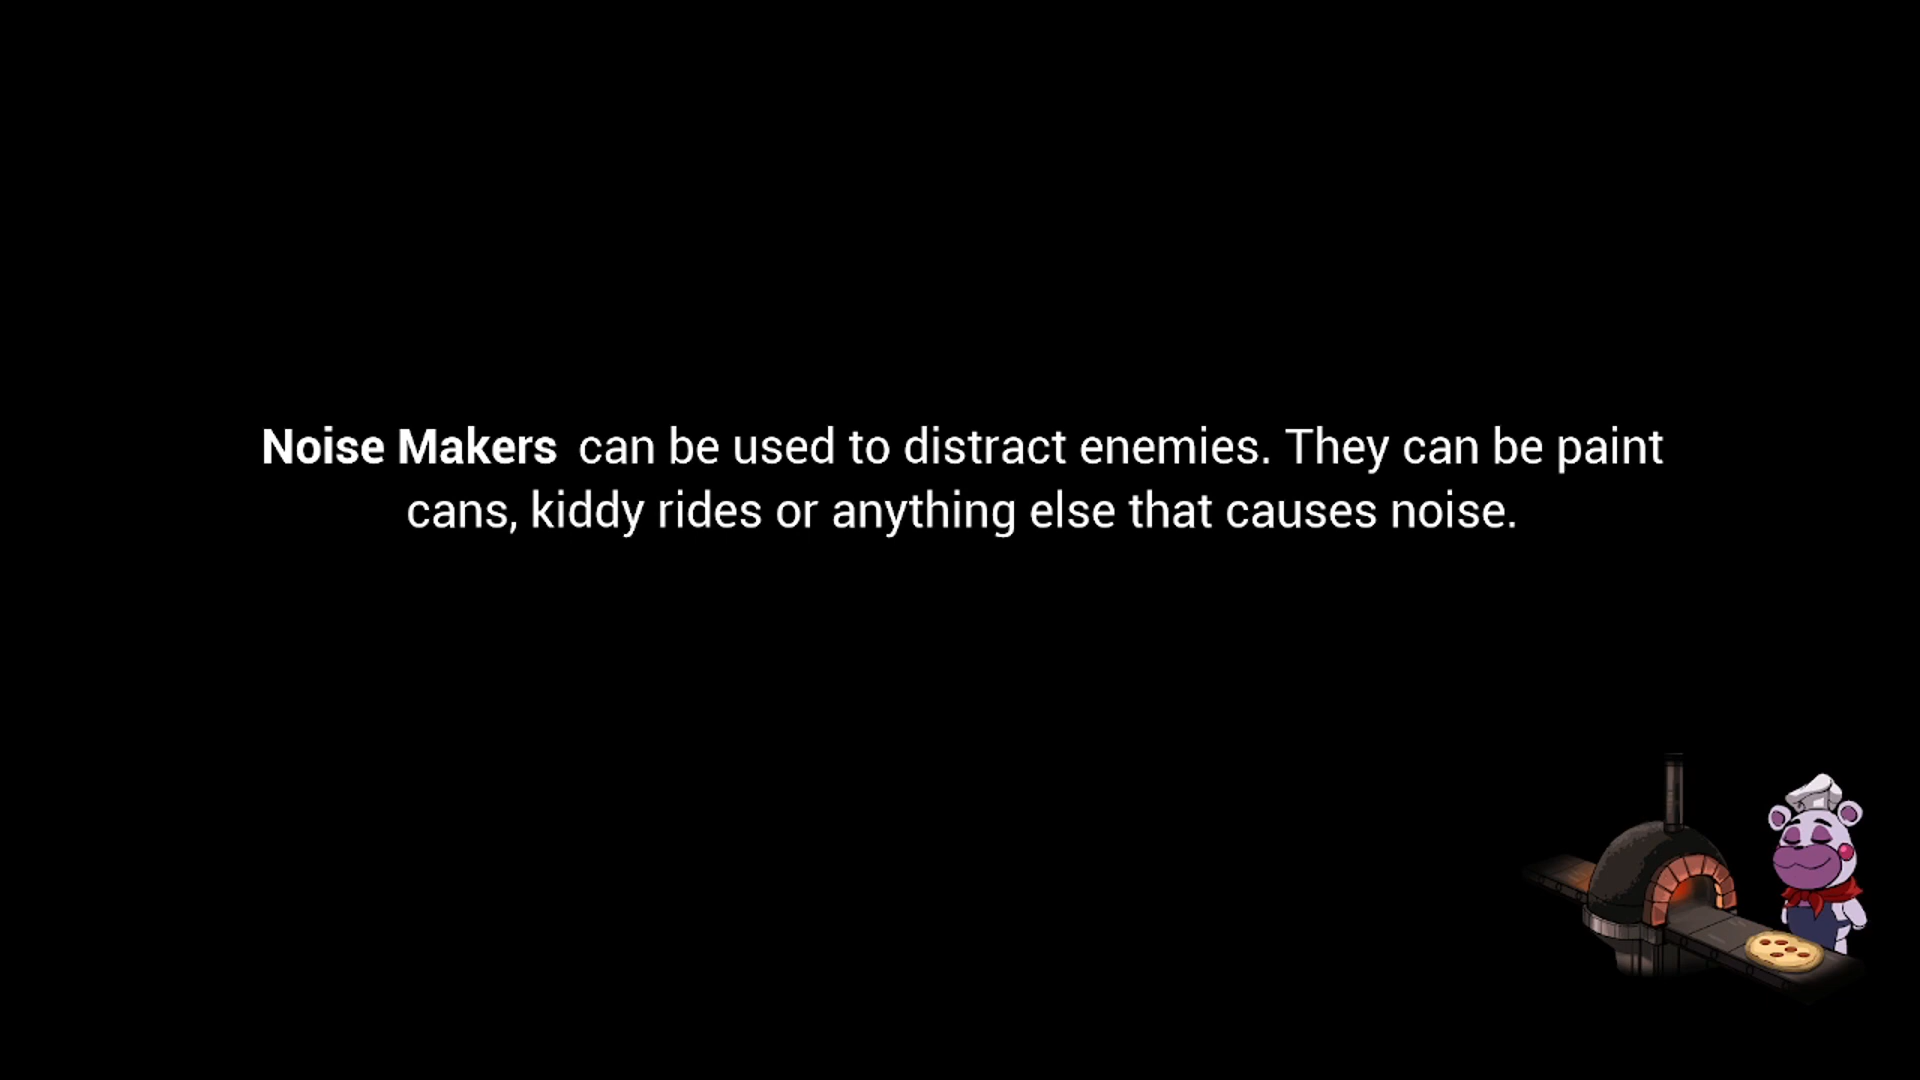 Noise Makers can be used to distract enemies. They can be paint
cans, kiddy rides or anything else that causes noise.